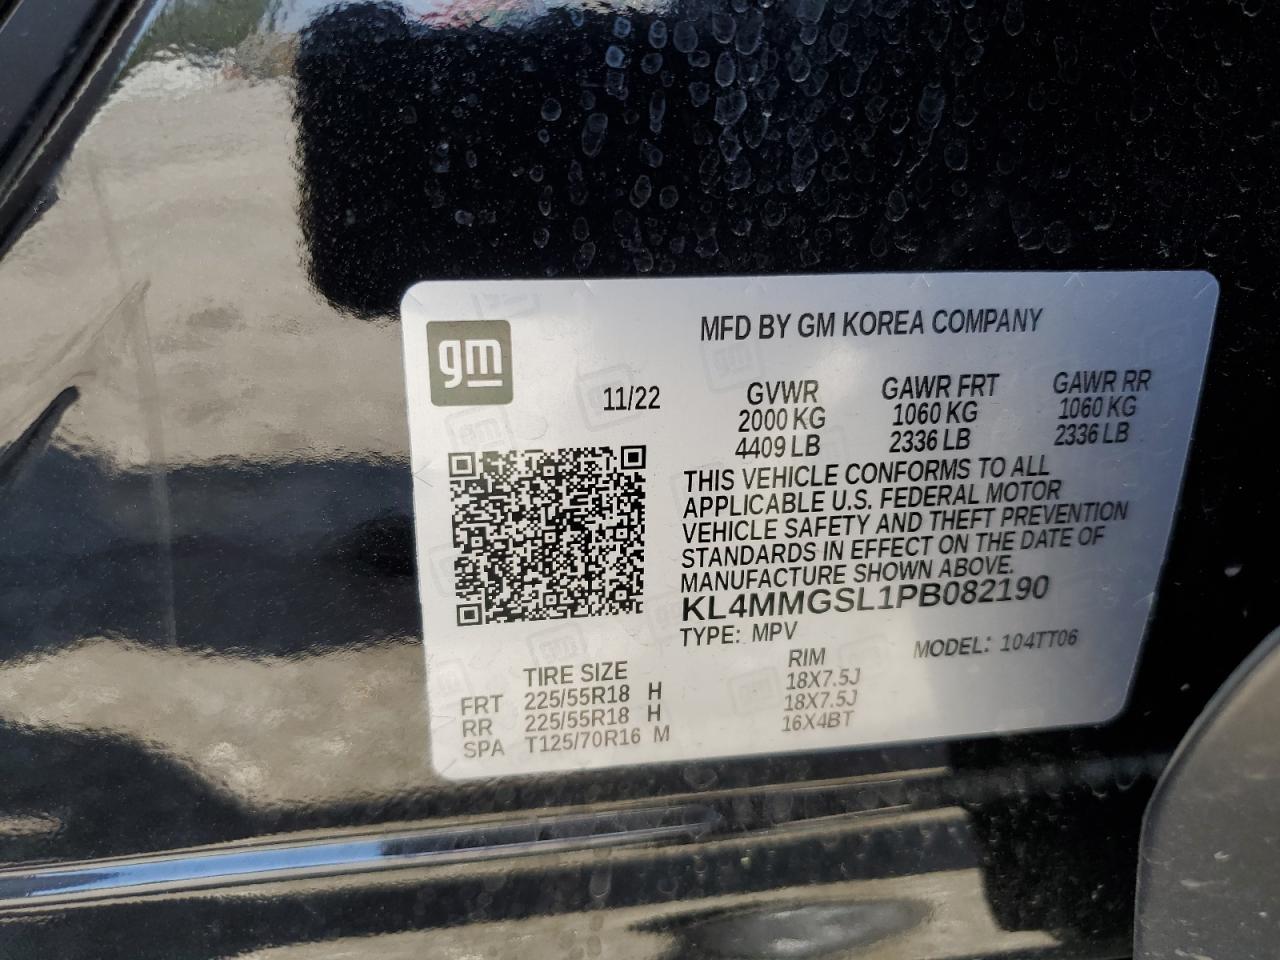 gm
MFD BY GM KOREA COMPANY
11/22
GVWR GAWR FRT GAWR RR
2000 KG 1060 KG 1060 KG
4409 LB 2336 LB 2336 LB
THIS VEHICLE CONFORMS TO ALL
APPLICABLE U.S. FEDERAL MOTOR
VEHICLE SAFETY AND THEFT PREVENTION
STANDARDS IN EFFECT ON THE DATE OF
MANUFACTURE SHOWN ABOVE.
KL4MMGSL1PB082190
TYPE: MPV MODEL: 104TT06
TIRE SIZE RIM
FRT 225/55R18 H 18X7.5J
RR 225/55R18 H 18X7.5J
SPA T125/70R16 M 16X4BT